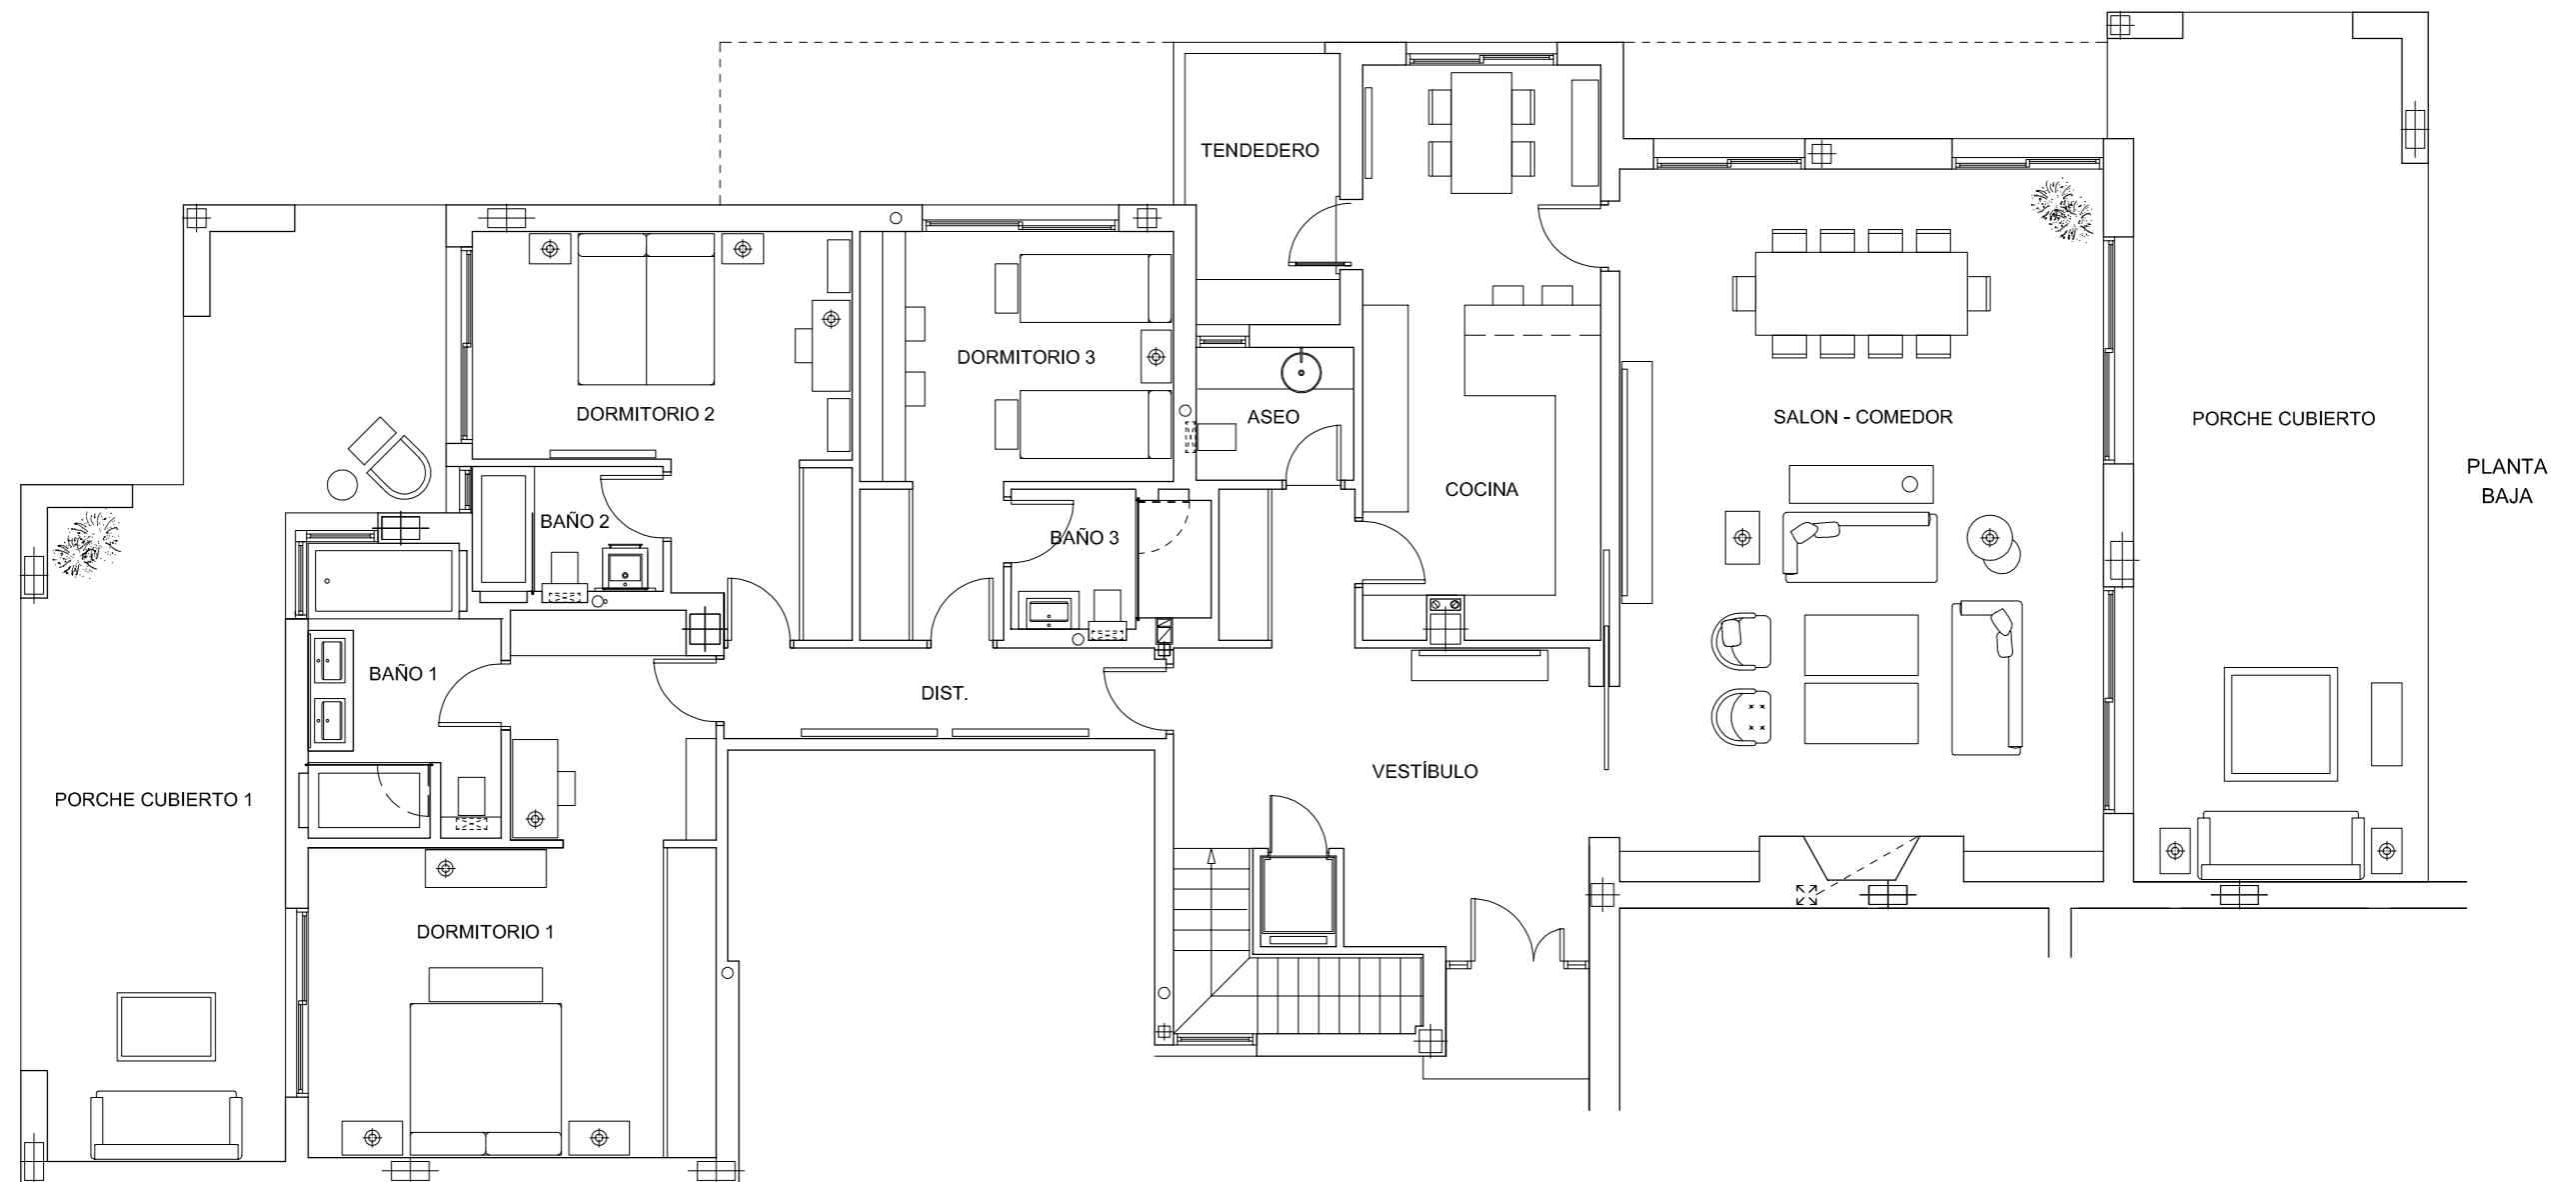 TENDEDERO
DORMITORIO 3
DORMITORIO 2
ASEO
SALON - COMEDOR
PORCHE CUBIERTO
PLANTA
BAJA
COCINA
BAÑO 2
BAÑO 3
BAÑO 1
DIST.
VESTÍBULO
PORCHE CUBIERTO 1
DORMITORIO 1